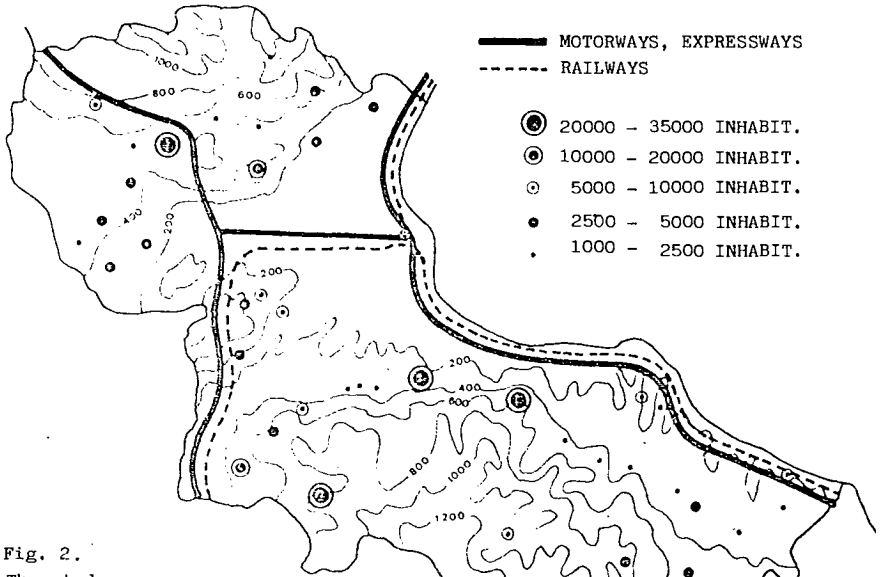 MOTORWAYS, EXPRESSWAYS
RAILWAYS
20000 - 35000 INHABIT.
10000 - 20000 INHABIT.
5000 - 10000 INHABIT.
2500 - 5000 INHABIT.
1000 - 2500 INHABIT.
1000
800
600
400
200
200
200
400
600
800
1000
1200
Fig. 2.